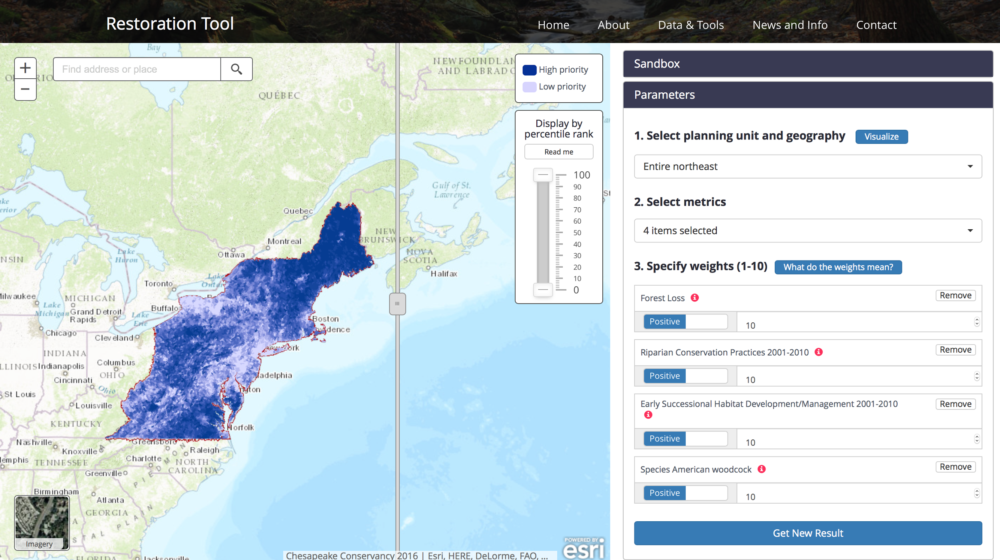 Restoration Tool
Home
About
Data & Tools
News and Info
Contact
Find address or place
Bay
NEWFOUNDLAN
AND LABRADO
QUÉBEC
High priority
Low priority
Display by
percentile rank
Read me
100
90
80
70
60
50
40
30
20
10
0
Gulf of St.
Lawrence
Quebec
NEW
BRUNSWICK
Montreal
Ottawa
NOVA
SCOTIA
Halifax
Lake
Huron
NSIN
Toronto
Milwaukee
MICHIGAN
Lake
Michigan
Grand
Rapids
Detroit
Buffalo
Lake
Erie
Boston
Chicago
Cleveland
INDIANA
Indianapolis
Columbus
OHIO
Cincinnati
Ohio
St Louis
Louisville
KENTUCKY
Norfolk
Nashville
Greensboro
Knoxville
Raleigh
TENNESSEE
Charlotte
NORTH
CAROLINA
Greenville
PIEDMONT
Birmingham
Atlanta
GEORGIA
FLORIDA
Jacksonville
Imagery
Chesapeake Conservancy 2016 | Esri, HERE, DeLorme, FAO, ...
POWERED BY
esri
Sandbox
Parameters
1. Select planning unit and geography
Visualize
Entire northeast
2. Select metrics
4 items selected
3. Specify weights (1-10)
What do the weights mean?
Forest Loss
Remove
Positive
10
Riparian Conservation Practices 2001-2010
Remove
Positive
10
Early Successional Habitat Development/Management 2001-2010
Remove
Positive
10
Species American woodcock
Remove
Positive
10
Get New Result